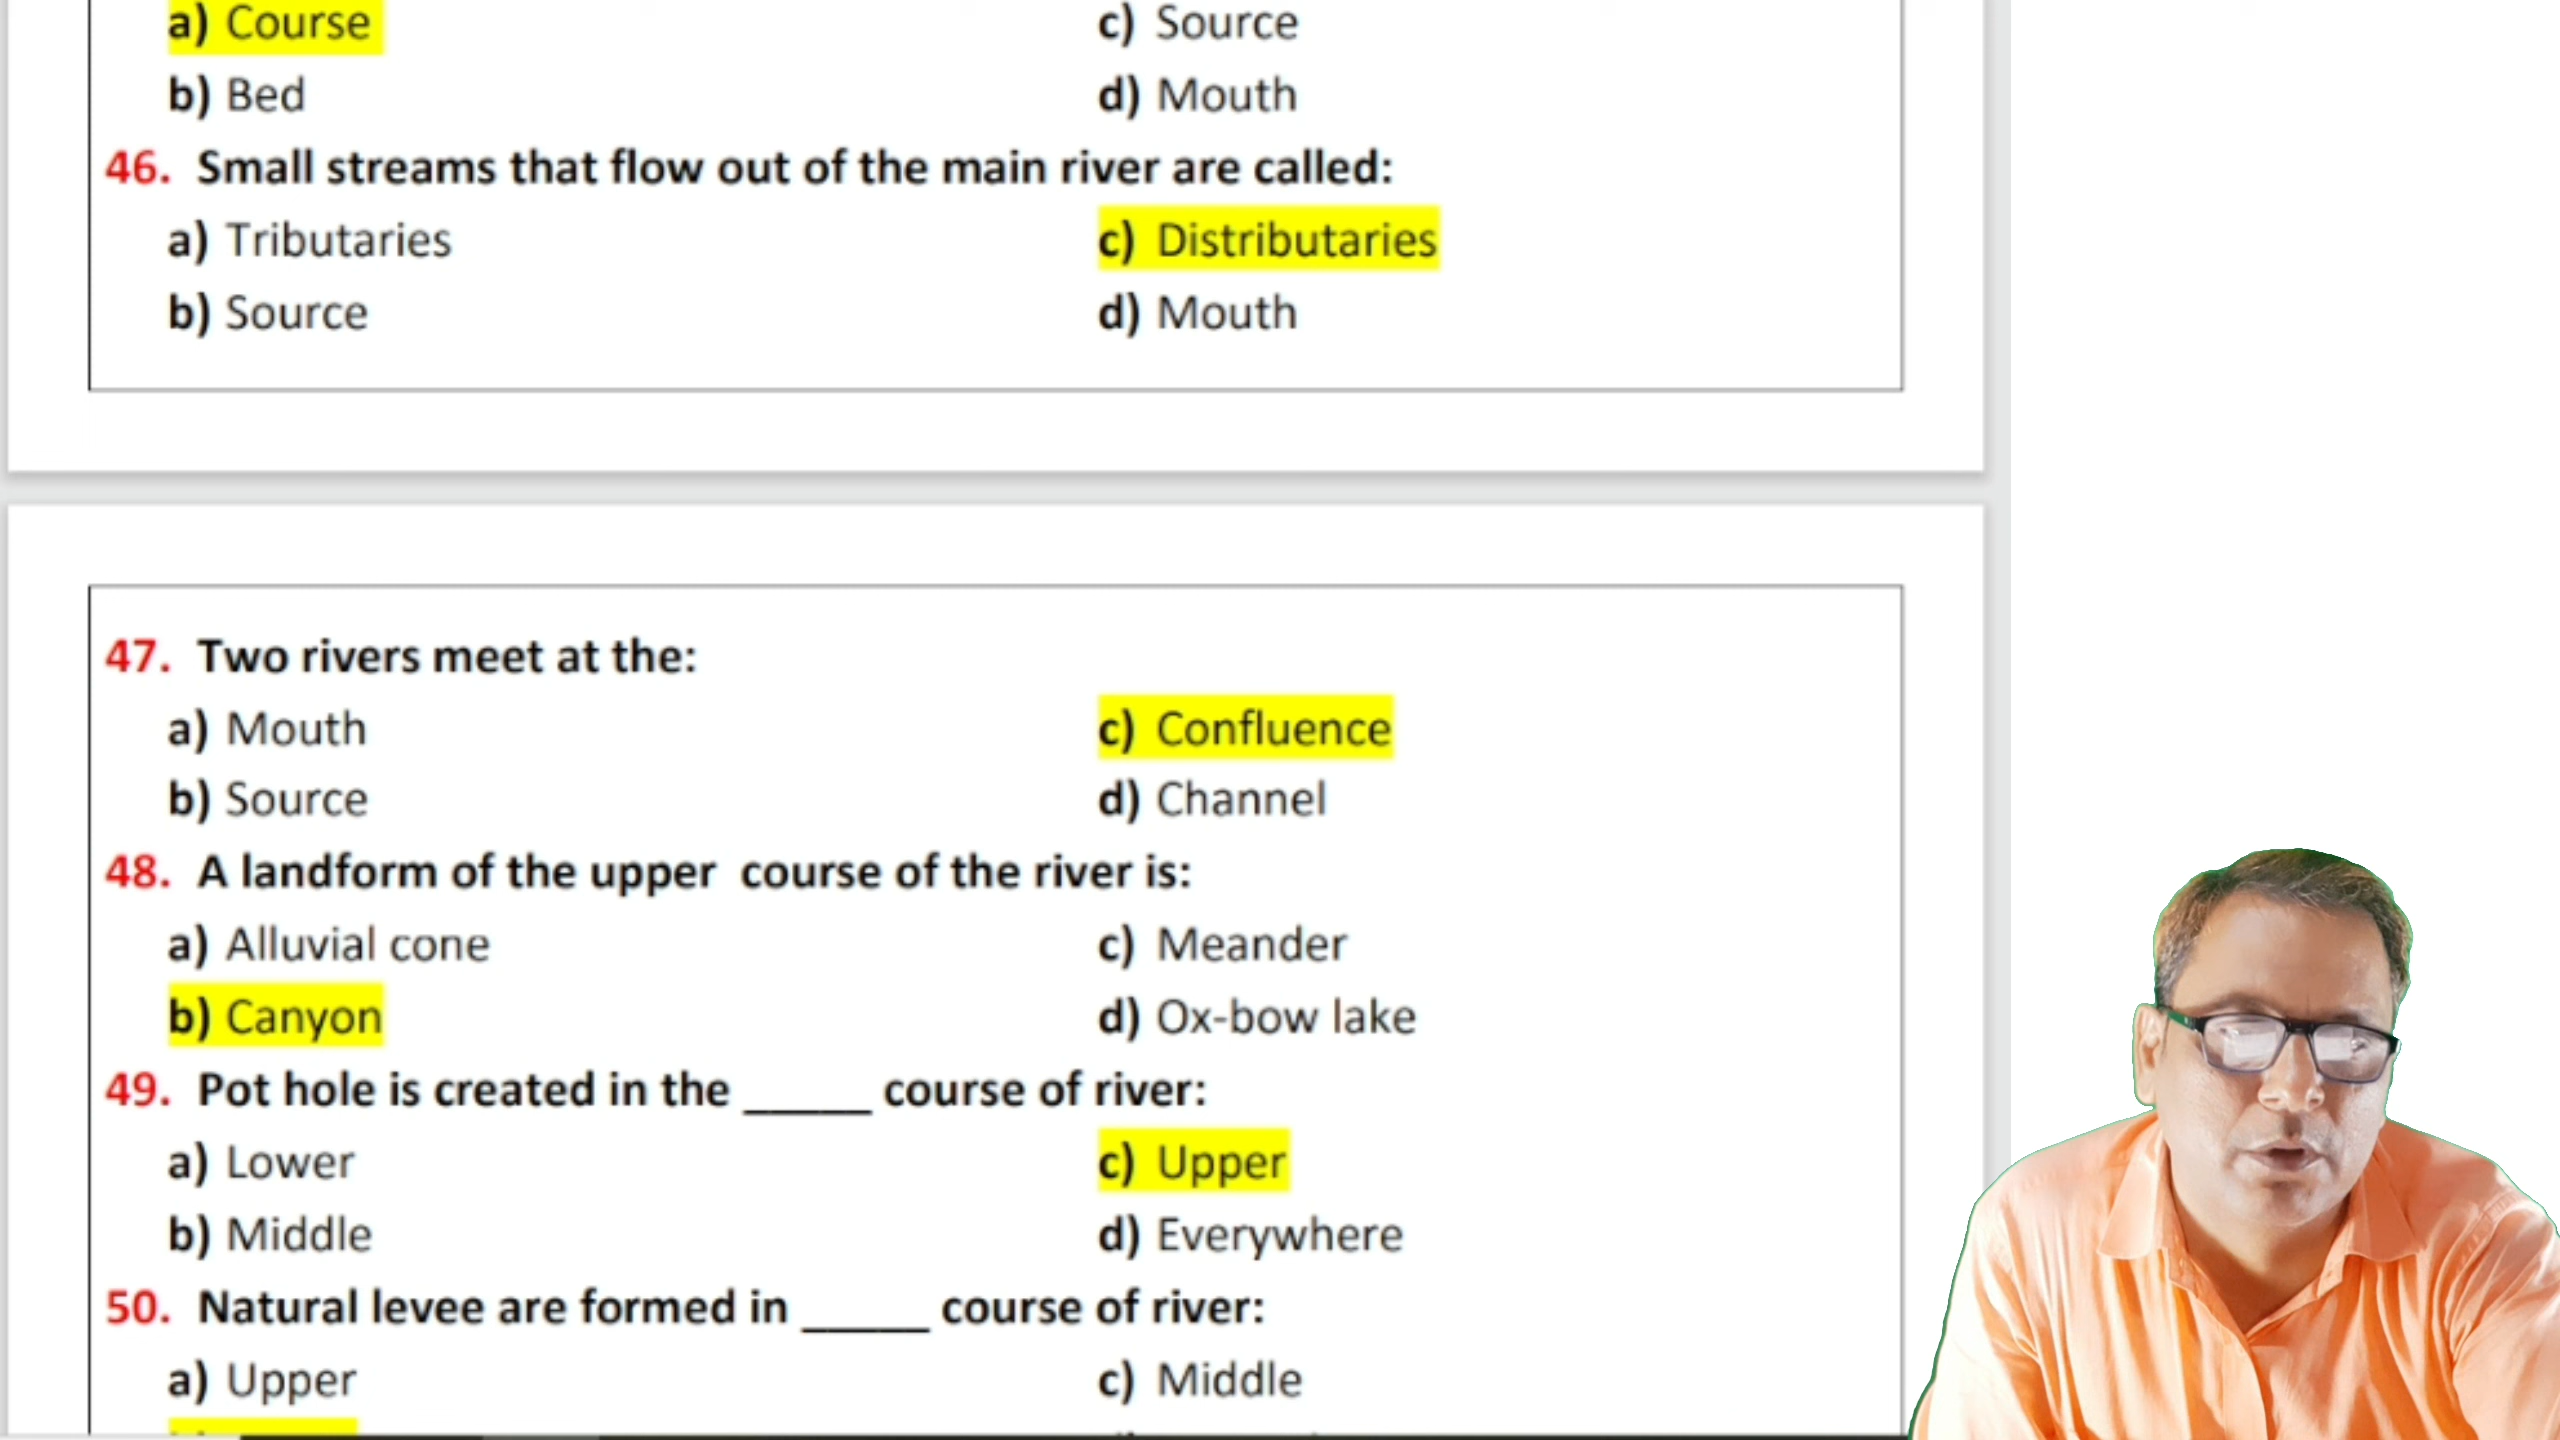 a) Course c) Source
b) Bed d) Mouth
46. Small streams that flow out of the main river are called:
a) Tributaries c) Distributaries
b) Source d) Mouth
47. Two rivers meet at the:
a) Mouth c) Confluence
b) Source d) Channel
48. A landform of the upper course of the river is:
a) Alluvial cone c) Meander
b) Canyon d) Ox-bow lake
49. Pot hole is created in the _____ course of river:
a) Lower c) Upper
b) Middle d) Everywhere
50. Natural levee are formed in _____ course of river:
a) Upper c) Middle